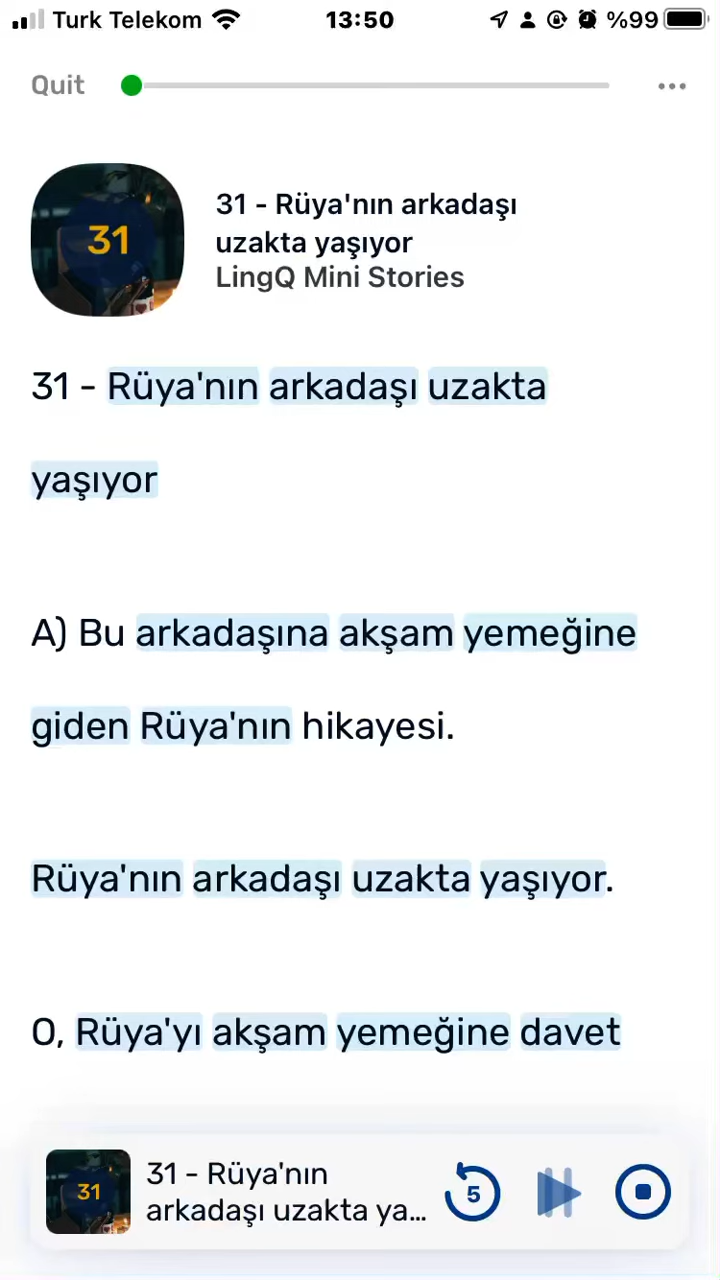 Turk Telekom 13:50 %99
Quit
31
31 - Rüya'nın arkadaşı
uzakta yaşıyor
LingQ Mini Stories
31 - Rüya'nın arkadaşı uzakta
yaşıyor
A) Bu arkadaşına akşam yemeğine
giden Rüya'nın hikayesi.
Rüya'nın arkadaşı uzakta yaşıyor.
O, Rüya'yı akşam yemeğine davet
31
31 - Rüya'nın
arkadaşı uzakta ya...
5